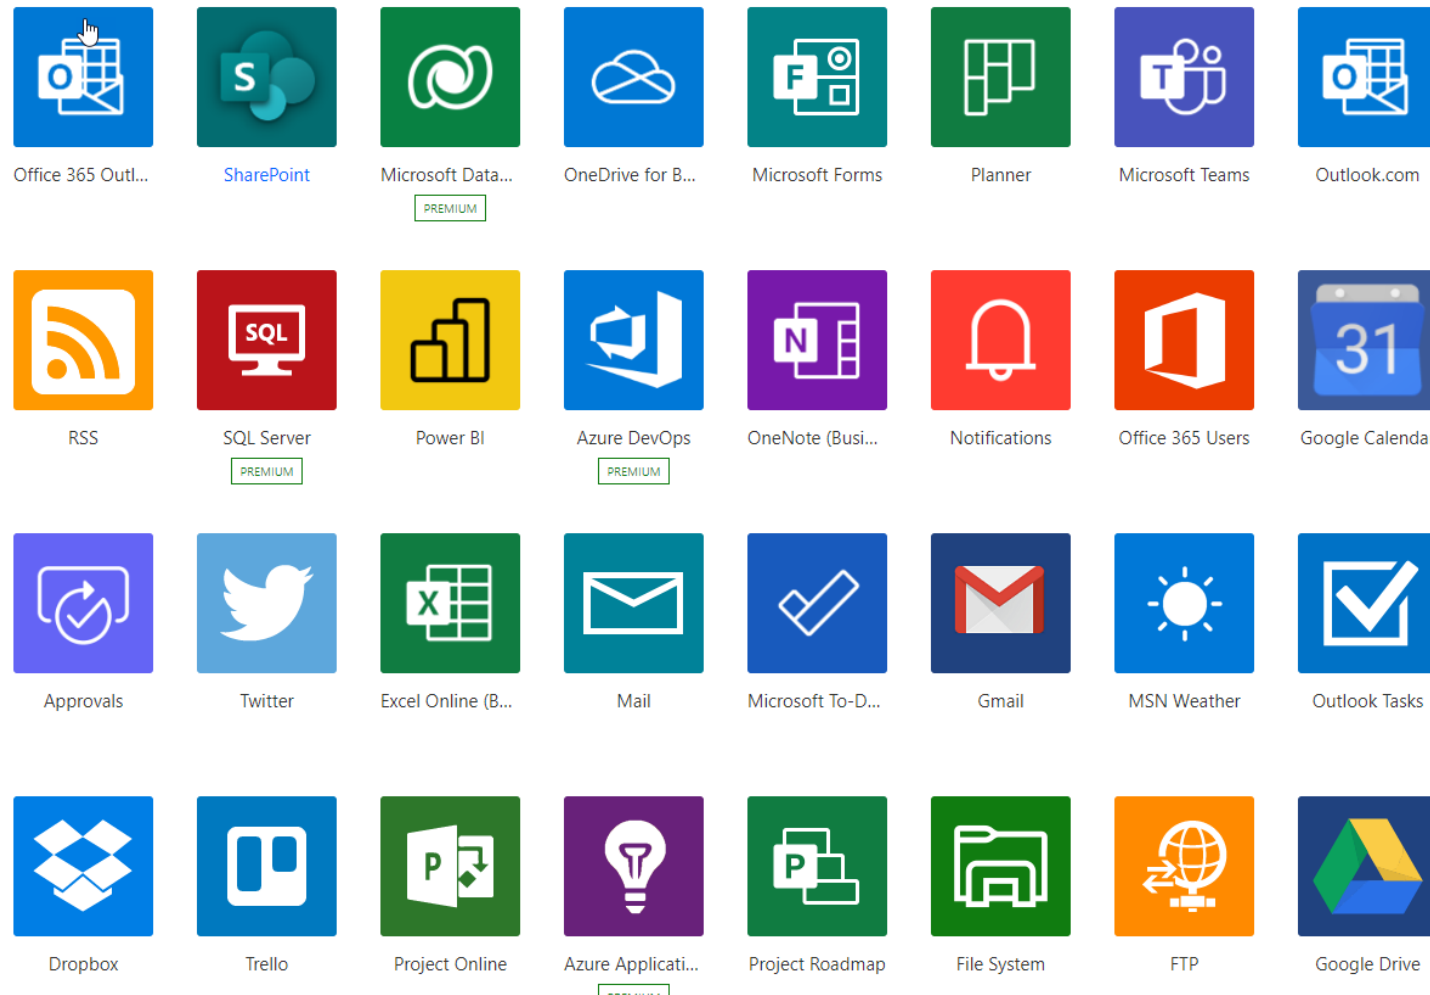 Office 365 Outl...
SharePoint
Microsoft Data...
OneDrive for B...
Microsoft Forms
Planner
Microsoft Teams
Outlook.com
PREMIUM
RSS
SQL Server
Power BI
Azure DevOps
OneNote (Busi...
Notifications
Office 365 Users
Google Calenda
PREMIUM
PREMIUM
Approvals
Twitter
Excel Online (B...
Mail
Microsoft To-D...
Gmail
MSN Weather
Outlook Tasks
Dropbox
Trello
Project Online
Azure Applicati...
Project Roadmap
File System
FTP
Google Drive
PREMIUM
O
S
F
T
O
SQL
N
31
X
P
P